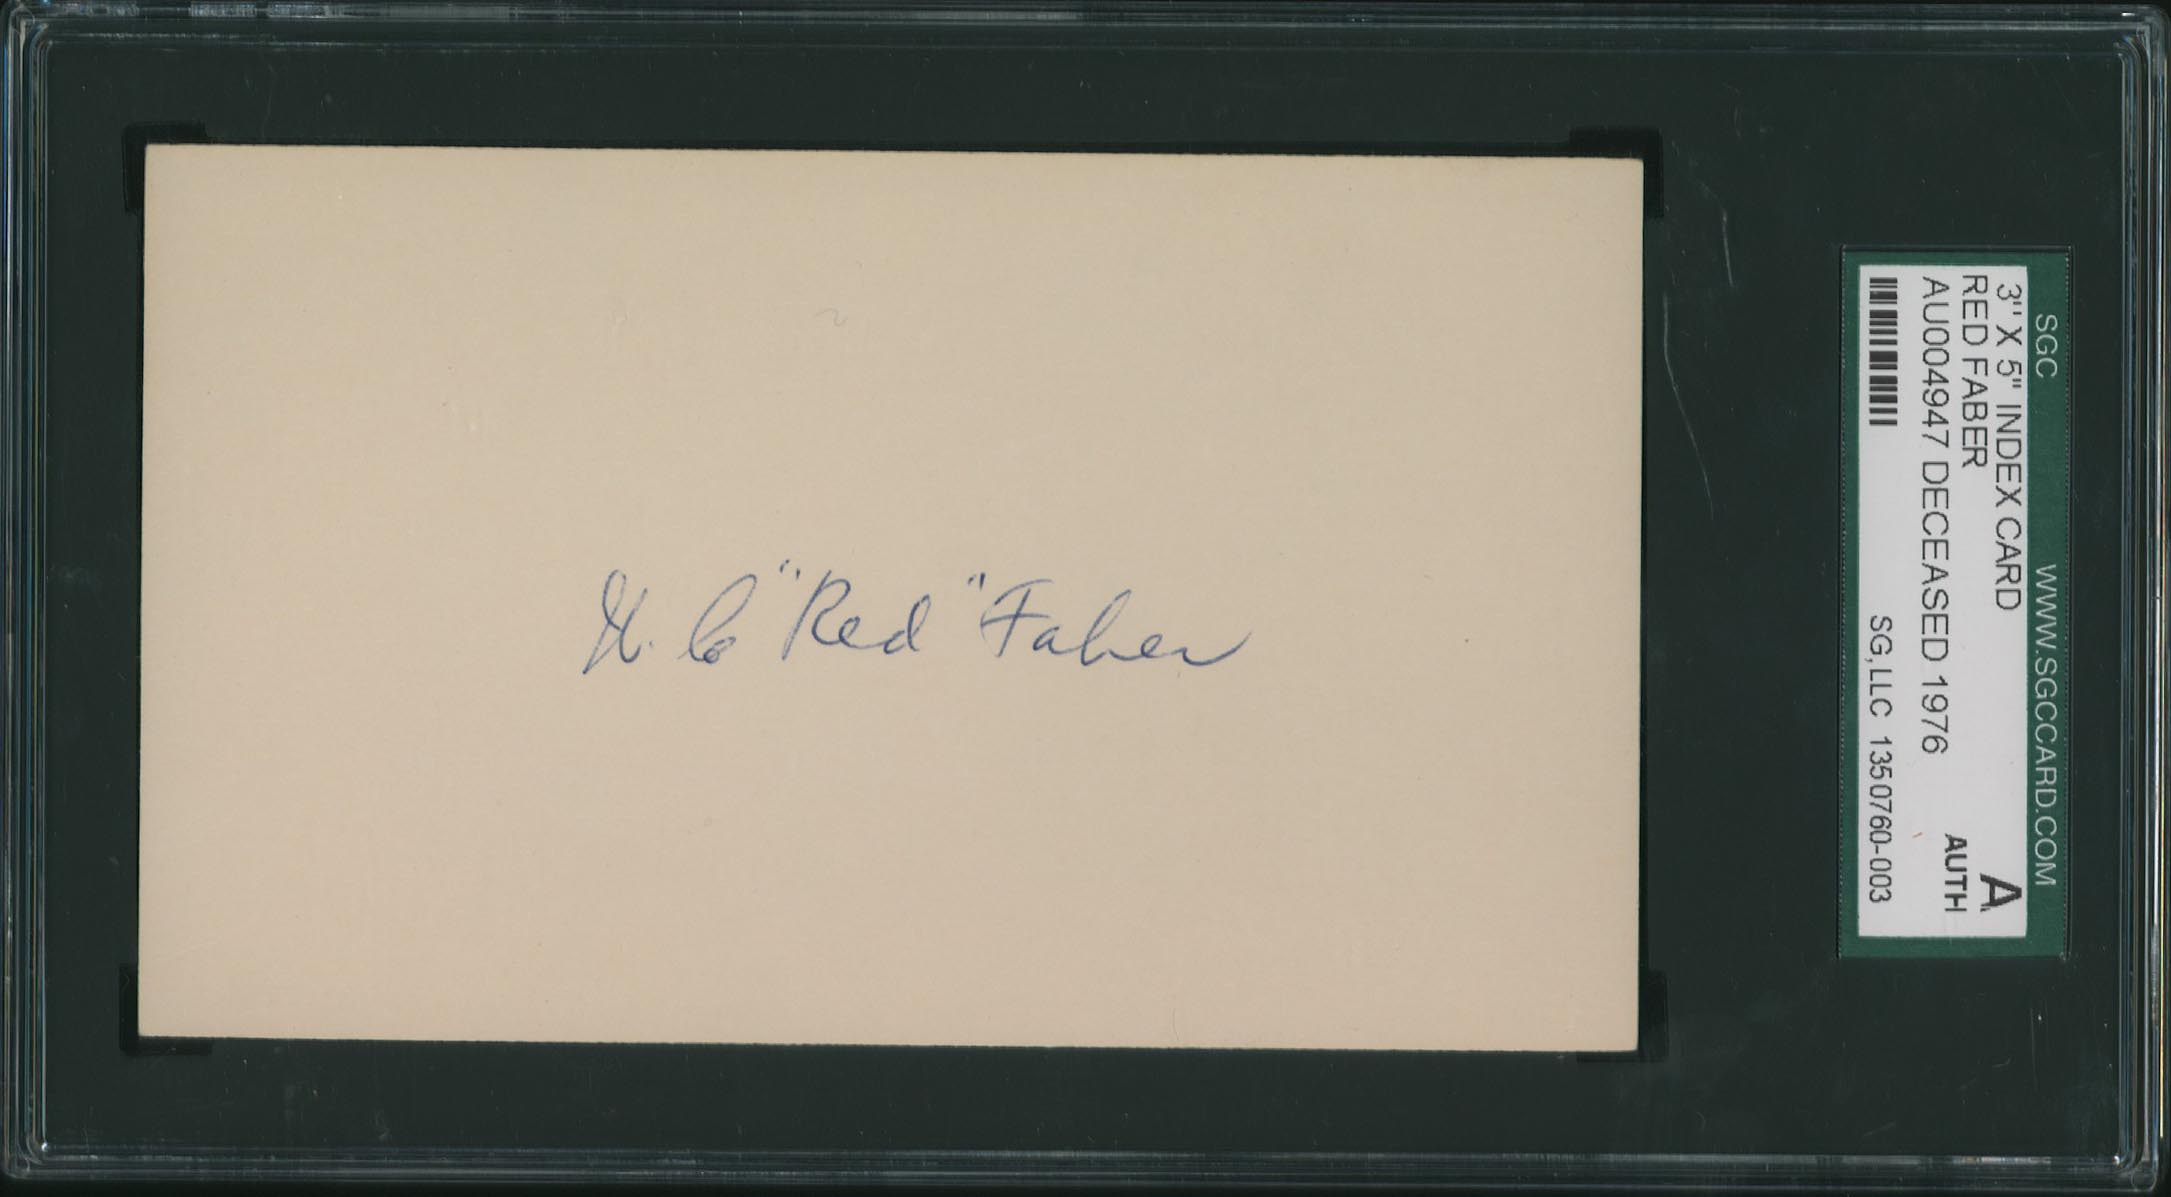 U. C "Red" Faber
SGC WWW.SGCCARD.COM
3" X 5" INDEX CARD
RED FABER A
AU004947 DECEASED 1976 AUTH
SG,LLC 1350760-003